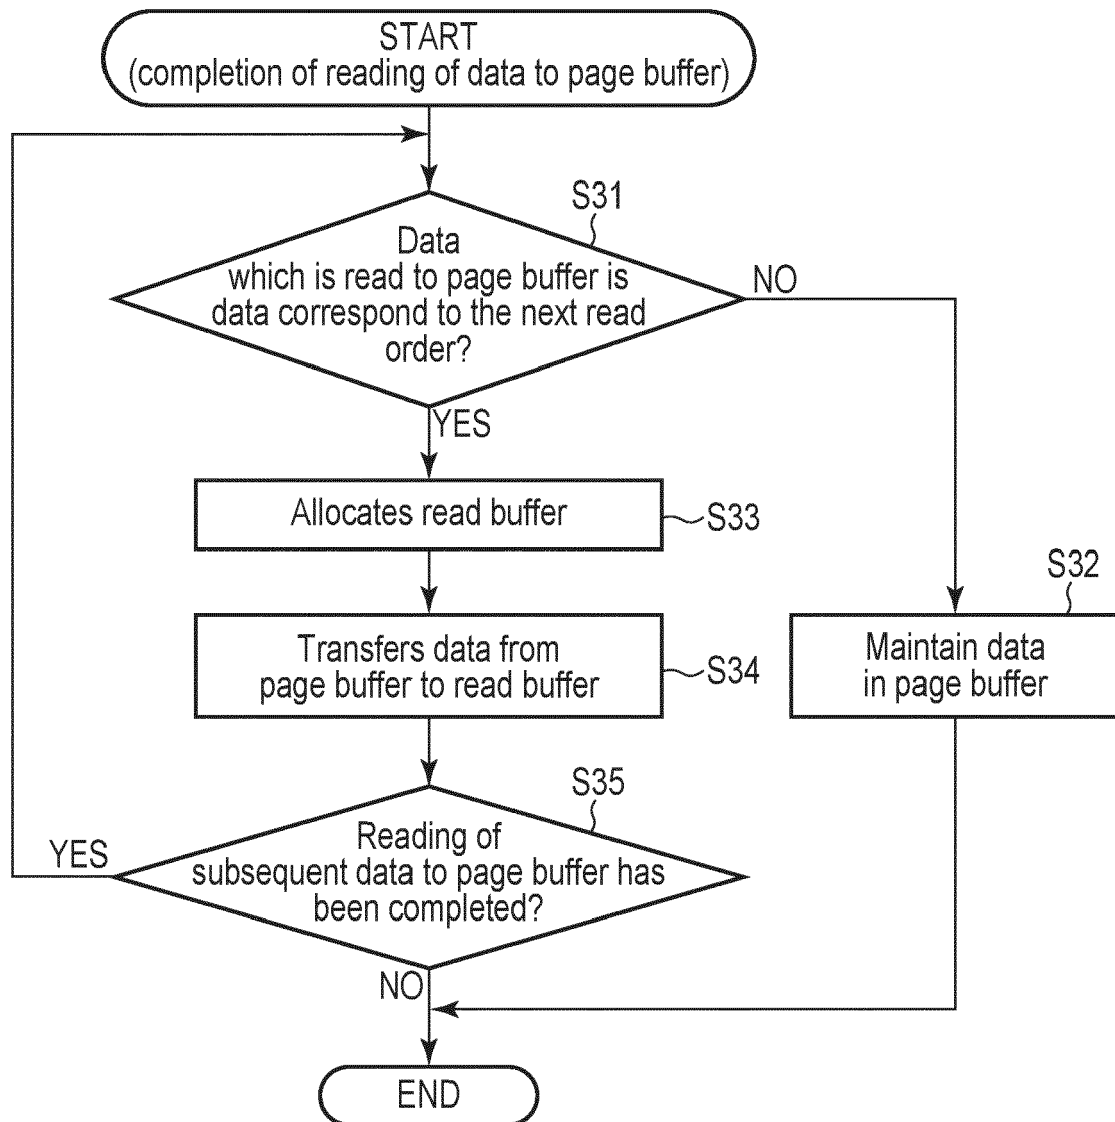 START
(completion of reading of data to page buffer)
S31
Data
which is read to page buffer is
data correspond to the next read
order?
NO
YES
Allocates read buffer
S33
S32
Transfers data from
page buffer to read buffer
S34
Maintain data
in page buffer
S35
Reading of
subsequent data to page buffer has
been completed?
YES
NO
END